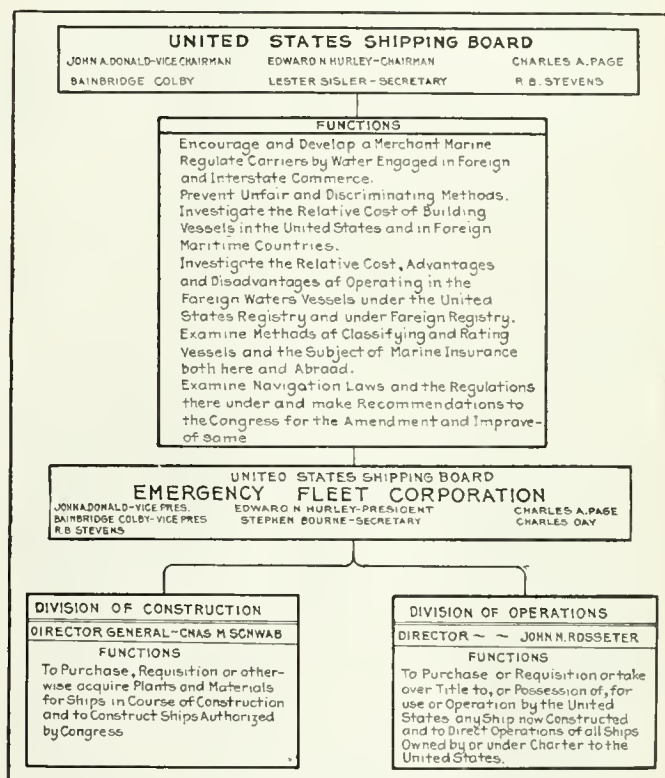 UNITED STATES SHIPPING BOARD
JOHN A. DONALD-VICE CHAIRMAN EDWARD N HURLEY-CHAIRMAN CHARLES A. PAGE
BAINBRIDGE COLBY LESTER SISLER-SECRETARY R B. STEVENS
FUNCTIONS
Encourage and Develop a Merchant Marine
Regulate Carriers by Water Engaged in Foreign
and Interstate Commerce.
Prevent Unfair and Discriminating Methods.
Investigate the Relative Cost of Building
Vessels in the United States and in Foreign
Maritime Countries.
Investigate the Relative Cost, Advantages
and Disadvantages of Operating in the
Foreign Waters Vessels under the United
States Registry and under Foreign Registry.
Examine Methods of Classifying and Rating
Vessels and the Subject of Marine Insurance
both here and Abroad.
Examine Navigation Laws and the Regulations
there under and make Recommendations to
the Congress for the Amendment and Improve-
of same
UNITED STATES SHIPPING BOARD
EMERGENCY FLEET CORPORATION
JOHN A DONALD-VICE PRES. EDWARD N HURLEY-PRESIDENT CHARLES A. PAGE
BAINBRIDGE COLBY-VICE PRES STEPHEN BOURNE-SECRETARY CHARLES DAY
R.B STEVENS
DIVISION OF CONSTRUCTION
DIRECTOR GENERAL-CHAS M SCHWAB
FUNCTIONS
To Purchase, Requisition or other-
wise acquire Plants and Materials
for Ships in Course of Construction
and to Construct Ships Authorized
by Congress
DIVISION OF OPERATIONS
DIRECTOR ~ ~ JOHN H. ROSSETER
FUNCTIONS
To Purchase or Requisition or take
over Title to, or Possession of, for
use or Operation by the United
States any Ship now Constructed
and to Direct Operations of all Ships
Owned by or under Charter to the
United States.